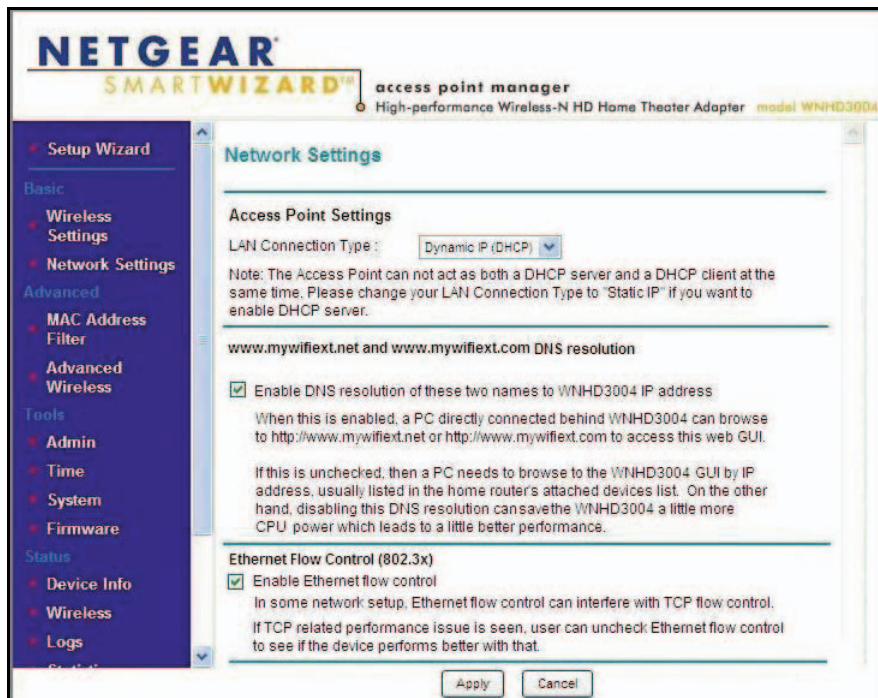 NETGEAR
SMARTWIZARD™
access point manager
High-performance Wireless-N HD Home Theater Adapter model WNHD3004
Setup Wizard
Basic
Wireless
Settings
Network Settings
Advanced
MAC Address
Filter
Advanced
Wireless
Tools
Admin
Time
System
Firmware
Status
Device Info
Wireless
Logs
Network Settings
Access Point Settings
LAN Connection Type : Dynamic IP (DHCP)
Note: The Access Point can not act as both a DHCP server and a DHCP client at the
same time. Please change your LAN Connection Type to "Static IP" if you want to
enable DHCP server.
www.mywifiext.net and www.mywifiext.com DNS resolution
Enable DNS resolution of these two names to WNHD3004 IP address
When this is enabled, a PC directly connected behind WNHD3004 can browse
to http://www.mywifiext.net or http://www.mywifiext.com to access this web GUI.
If this is unchecked, then a PC needs to browse to the WNHD3004 GUI by IP
address, usually listed in the home router's attached devices list. On the other
hand, disabling this DNS resolution can save the WNHD3004 a little more
CPU power which leads to a little better performance.
Ethernet Flow Control (802.3x)
Enable Ethernet flow control
In some network setup, Ethernet flow control can interfere with TCP flow control.
If TCP related performance issue is seen, user can uncheck Ethernet flow control
to see if the device performs better with that.
Apply Cancel